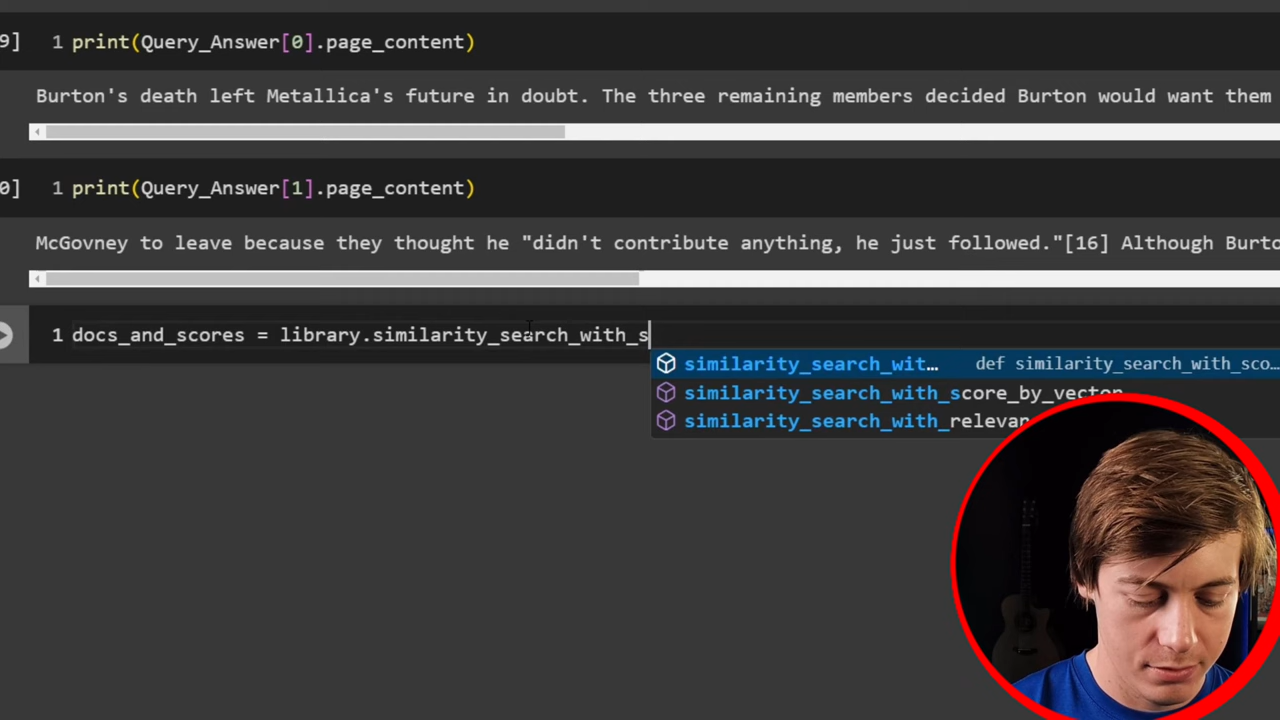 9] 1 print(Query_Answer[0].page_content)
Burton's death left Metallica's future in doubt. The three remaining members decided Burton would want them
0] 1 print(Query_Answer[1].page_content)
McGovney to leave because they thought he "didn't contribute anything, he just followed."[16] Although Burto
1 docs_and_scores = library.similarity_search_with_s
similarity_search_wit… def similarity_search_with_sco…
similarity_search_with_score_by_vector
similarity_search_with_relevan